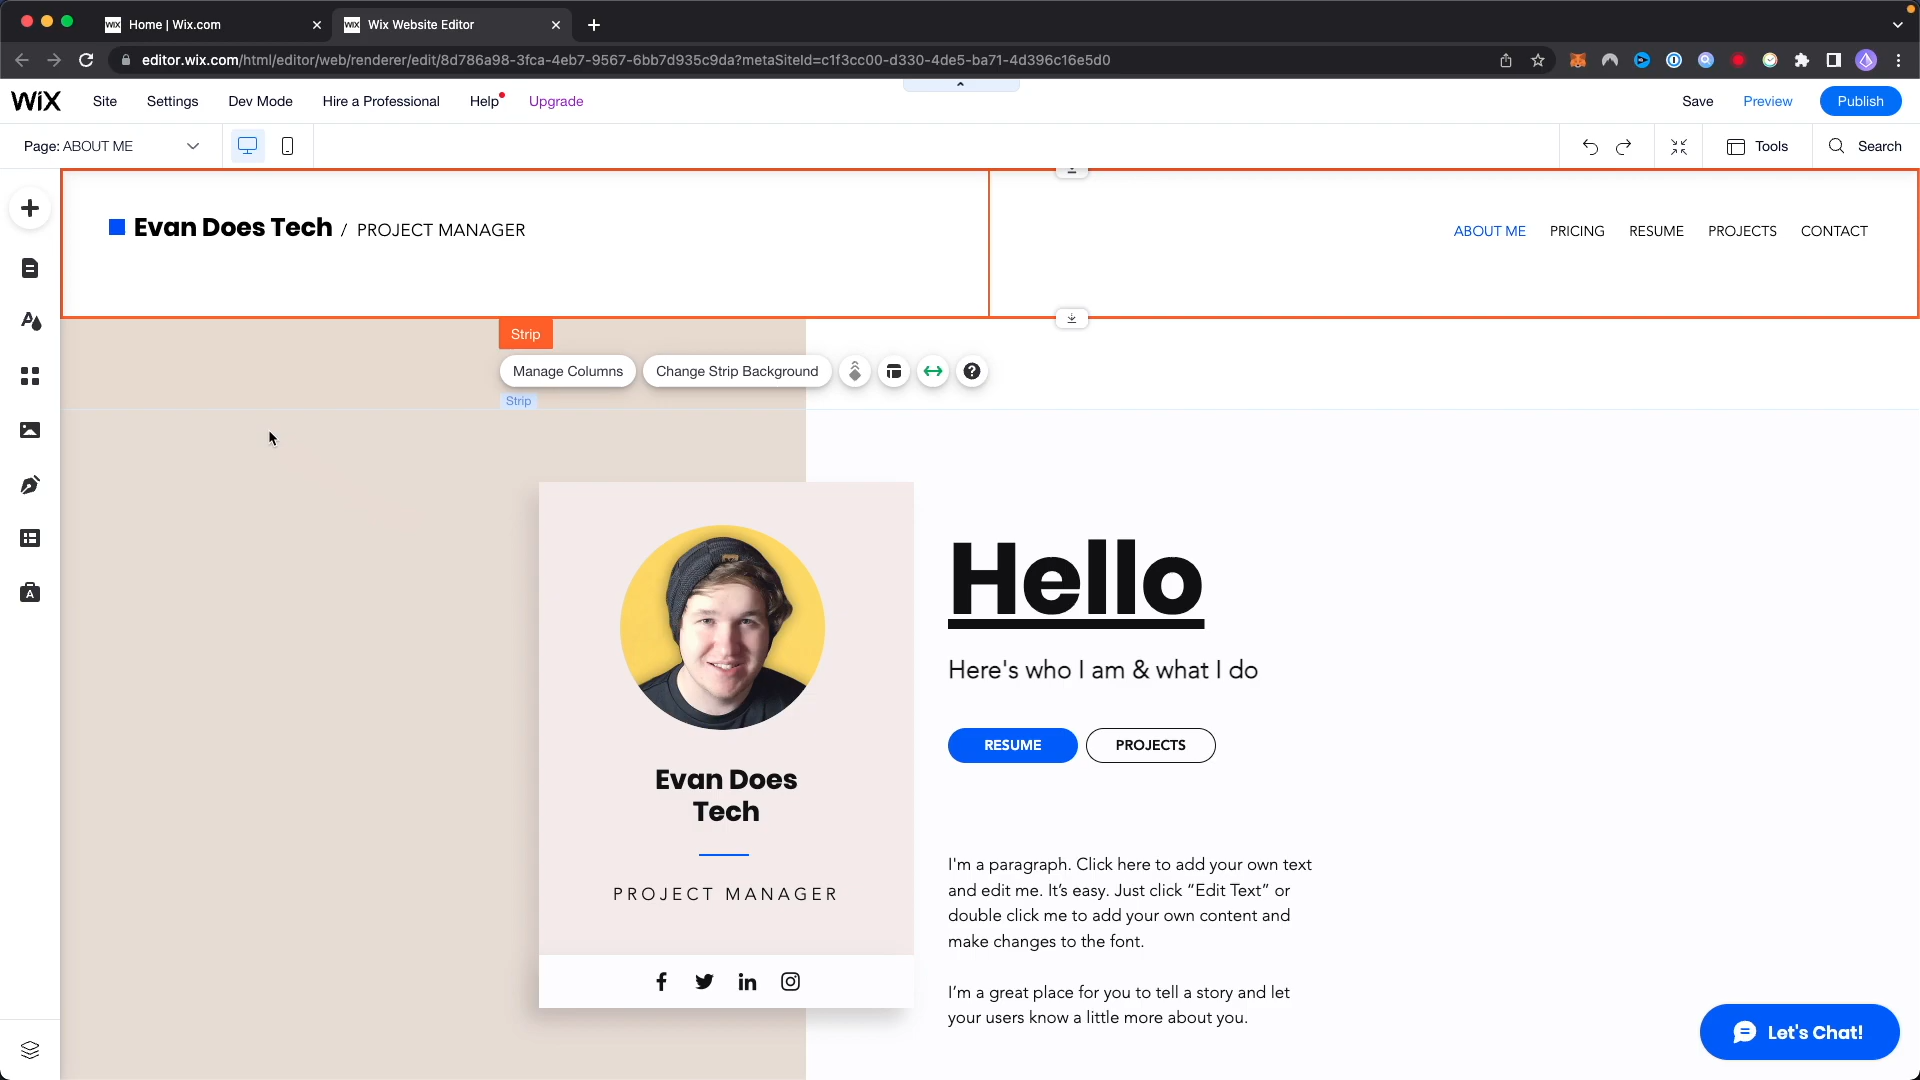 Home | Wix.com
Wix Website Editor
editor.wix.com/html/editor/web/renderer/edit/8d786a98-3fca-4eb7-9567-6bb7d935c9da?metaSiteId=c1f3cc00-d330-4de5-ba71-4d396c16e5d0
WiX Site Settings Dev Mode Hire a Professional Help Upgrade Save Preview Publish
Page: ABOUT ME Tools Search
Evan Does Tech / PROJECT MANAGER
ABOUT ME PRICING RESUME PROJECTS CONTACT
Strip
Manage Columns Change Strip Background
Strip
Evan Does
Tech
PROJECT MANAGER
Hello
Here's who I am & what I do
RESUME PROJECTS
I'm a paragraph. Click here to add your own text
and edit me. It’s easy. Just click “Edit Text” or
double click me to add your own content and
make changes to the font.
I’m a great place for you to tell a story and let
your users know a little more about you.
Let's Chat!